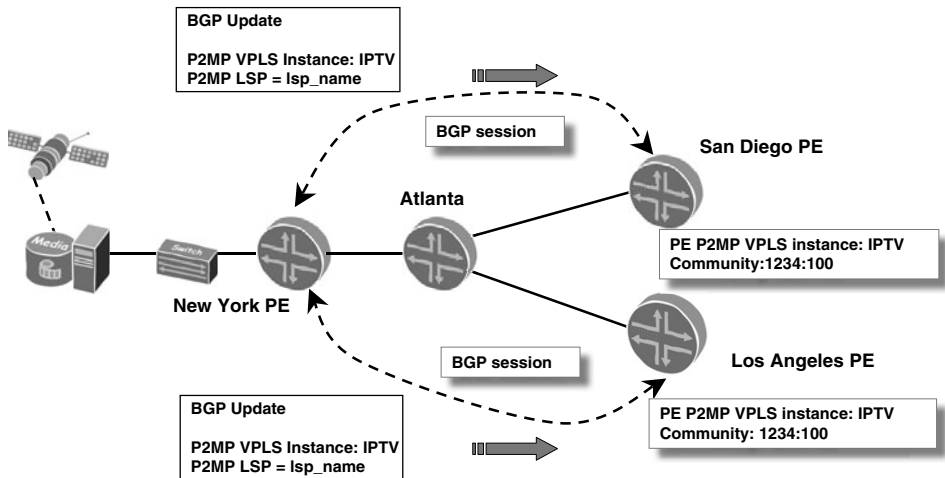 BGP Update
P2MP VPLS Instance: IPTV
P2MP LSP = lsp_name
BGP session
San Diego PE
Atlanta
Media
Switch
New York PE
PE P2MP VPLS instance: IPTV
Community:1234:100
BGP session
Los Angeles PE
BGP Update
P2MP VPLS Instance: IPTV
P2MP LSP = lsp_name
PE P2MP VPLS instance: IPTV
Community: 1234:100